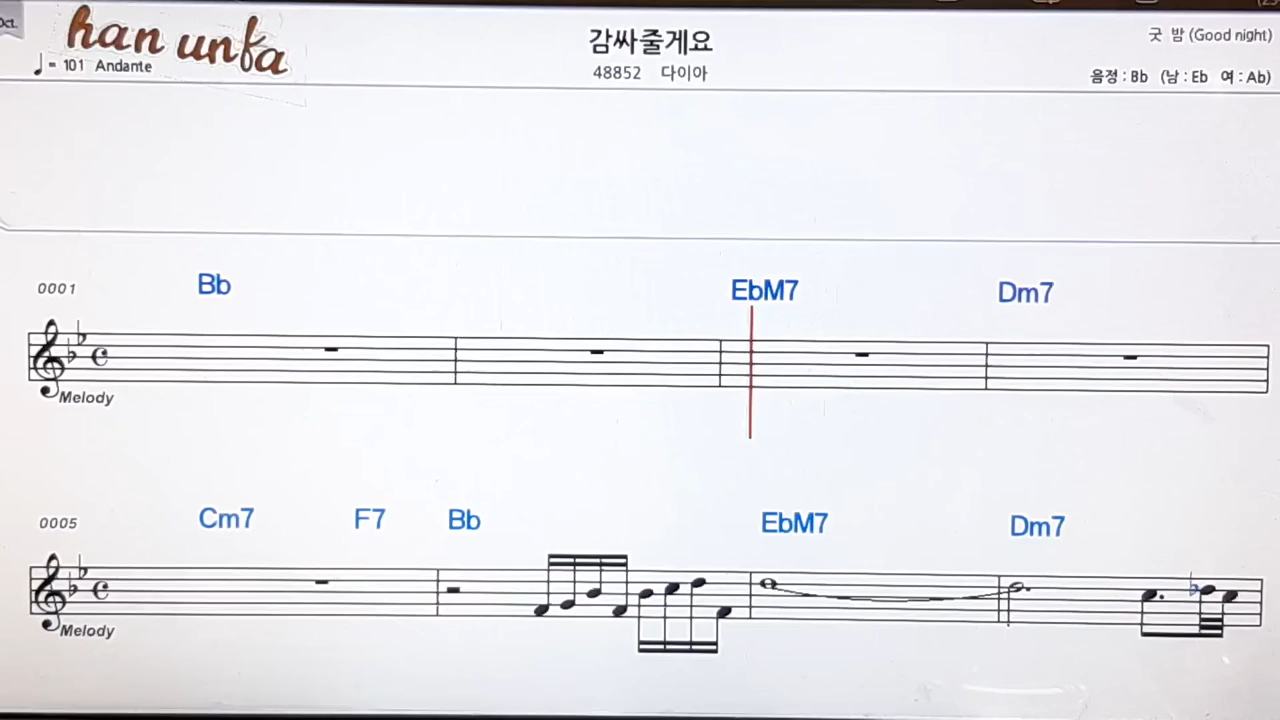 Oct.
han unfa
♩= 101 Andante
감싸줄게요
48852 다이아
굿 밤 (Good night)
음정 : Bb (남 : Eb 여 : Ab)
0001 Bb EbM7 Dm7
Melody
0005 Cm7 F7 Bb EbM7 Dm7
Melody